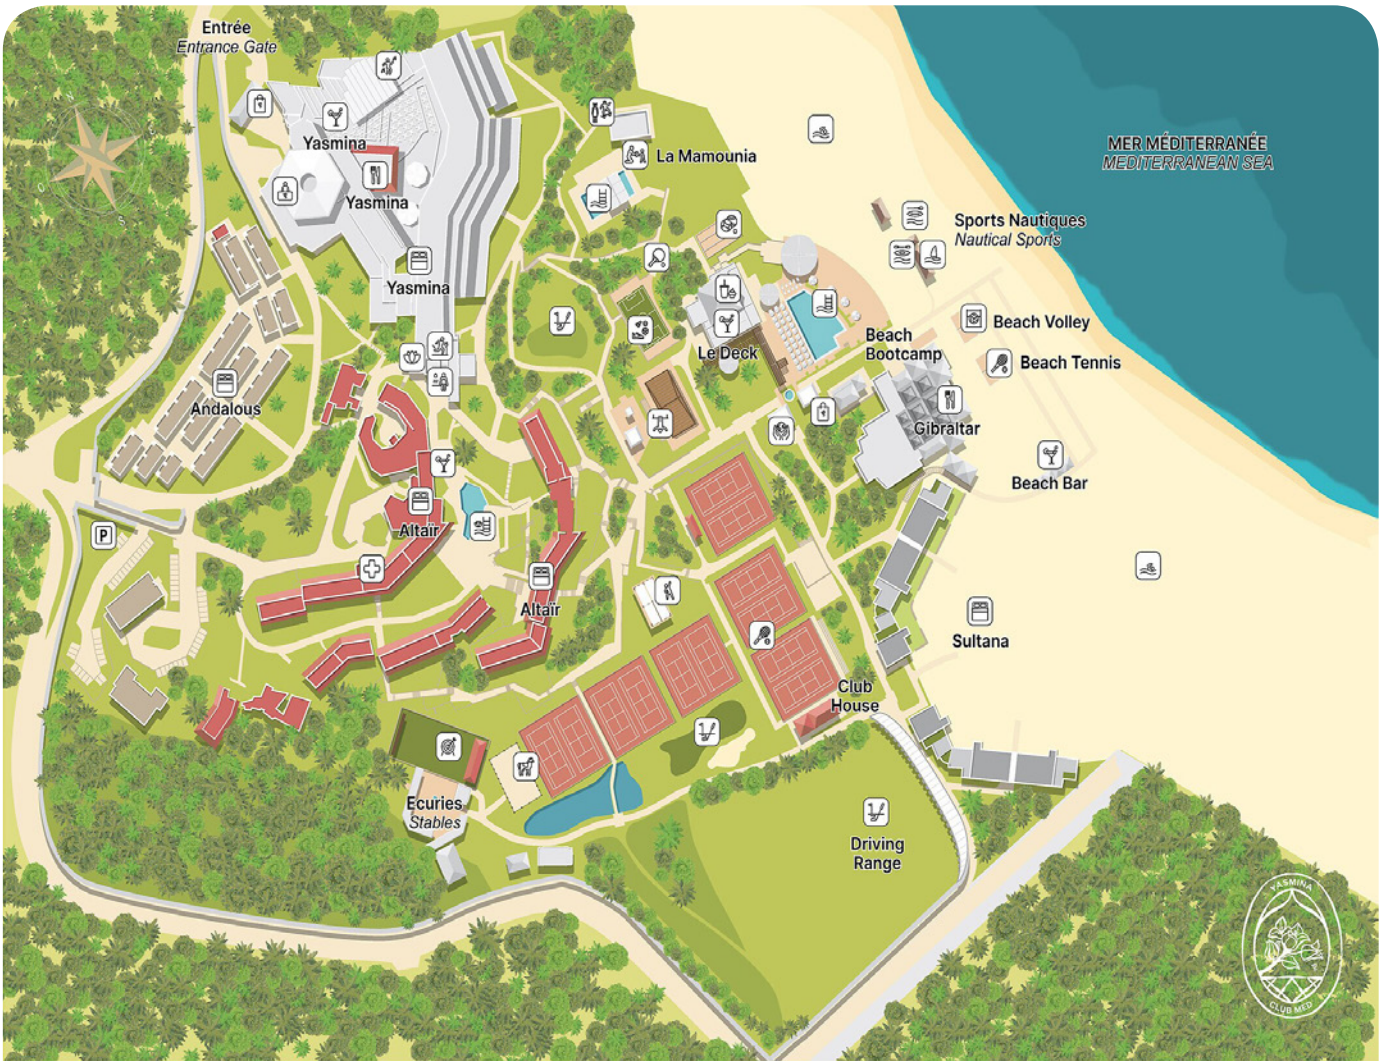 Entrée
Entrance Gate
Yasmina
Yasmina
Yasmina
La Mamounia
MER MÉDITERRANÉE
MEDITERRANEAN SEA
Sports Nautiques
Nautical Sports
Beach Volley
Beach
Bootcamp
Le Deck
Beach Tennis
Andalous
Gibraltar
Beach Bar
Altaïr
P
Altaïr
Sultana
Club
House
Ecuries
Stables
Driving
Range
YASMINA
CLUB MED